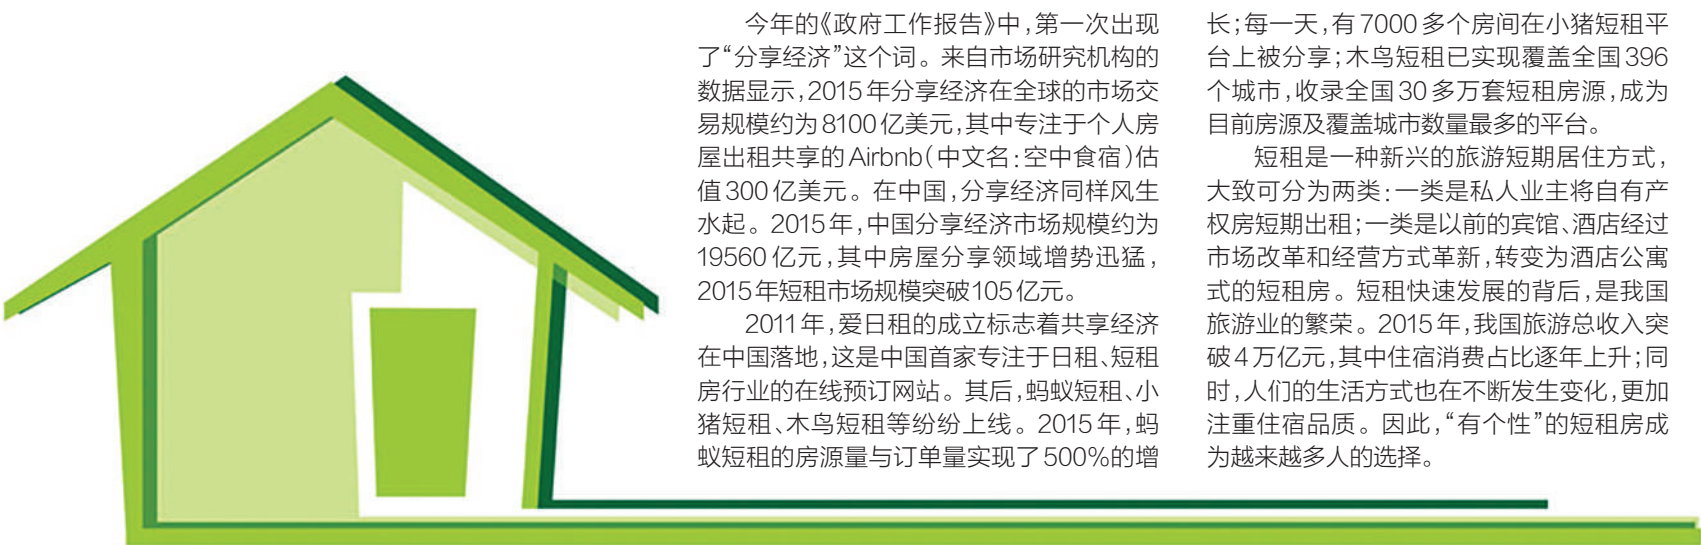 今年的《政府工作报告》中,第一次出现
了“分享经济”这个词。来自市场研究机构的
数据显示,2015年分享经济在全球的市场交
易规模约为8100亿美元,其中专注于个人房
屋出租共享的Airbnb(中文名:空中食宿)估
值300亿美元。在中国,分享经济同样风生
水起。2015年,中国分享经济市场规模约为
19560亿元,其中房屋分享领域增势迅猛,
2015年短租市场规模突破105亿元。
2011年,爱日租的成立标志着共享经济
在中国落地,这是中国首家专注于日租、短租
房行业的在线预订网站。其后,蚂蚁短租、小
猪短租、木鸟短租等纷纷上线。2015年,蚂
蚁短租的房源量与订单量实现了500%的增
长;每一天,有7000多个房间在小猪短租平
台上被分享;木鸟短租已实现覆盖全国396
个城市,收录全国30多万套短租房源,成为
目前房源及覆盖城市数量最多的平台。
短租是一种新兴的旅游短期居住方式,
大致可分为两类:一类是私人业主将自有产
权房短期出租;一类是以前的宾馆、酒店经过
市场改革和经营方式革新,转变为酒店公寓
式的短租房。短租快速发展的背后,是我国
旅游业的繁荣。2015年,我国旅游总收入突
破4万亿元,其中住宿消费占比逐年上升;同
时,人们的生活方式也在不断发生变化,更加
注重住宿品质。因此,“有个性”的短租房成
为越来越多人的选择。